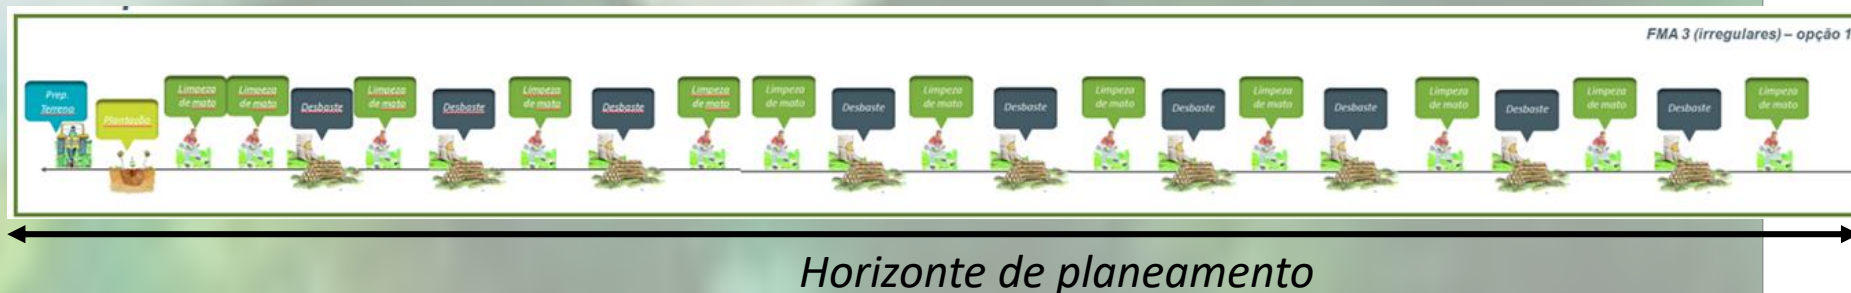 FMA 3 (irregulares) – opção 1
Prep.
Terreno
Plantação
Limpeza
de mato
Limpeza
de mato
Desbaste
Limpeza
de mato
Desbaste
Limpeza
de mato
Desbaste
Limpeza
de mato
Limpeza
de mato
Desbaste
Limpeza
de mato
Desbaste
Limpeza
de mato
Desbaste
Limpeza
de mato
Desbaste
Limpeza
de mato
Desbaste
Limpeza
de mato
Desbaste
Limpeza
de mato
Horizonte de planeamento